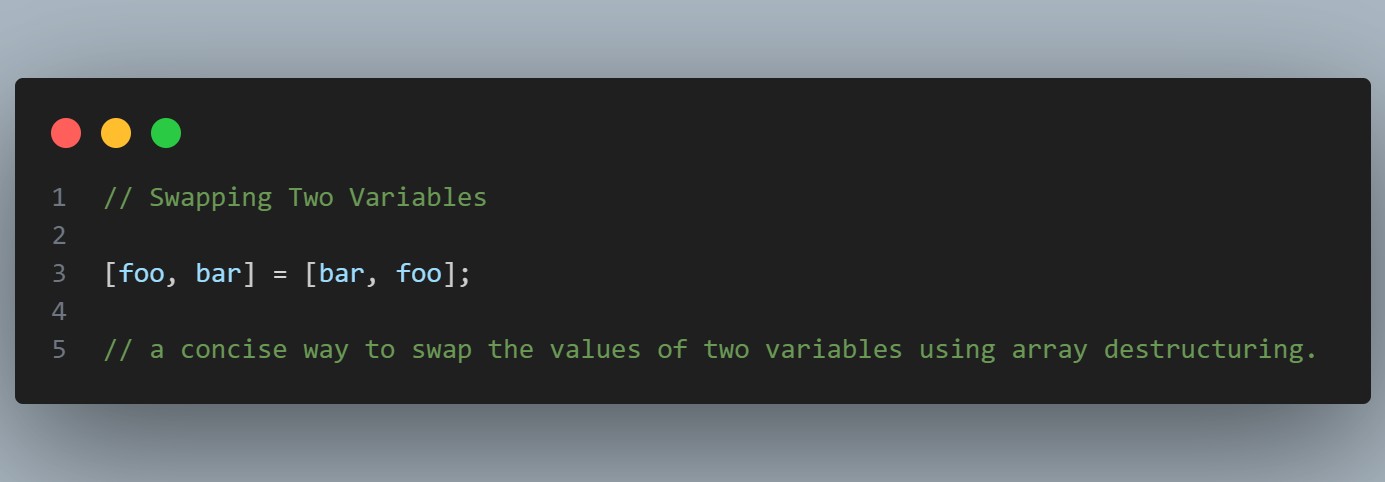 1 // Swapping Two Variables
2
3 [foo, bar] = [bar, foo];
4
5 // a concise way to swap the values of two variables using array destructuring.